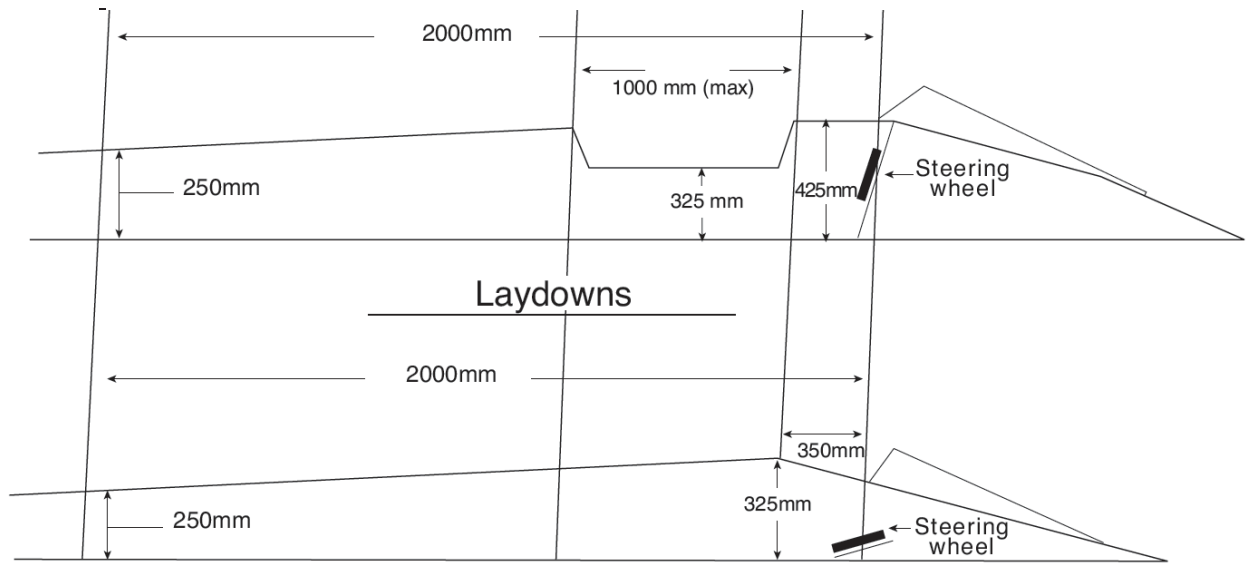 2000mm
1000 mm (max)
250mm
325 mm
425mm
Steering
wheel
Laydowns
2000mm
350mm
250mm
325mm
Steering
wheel